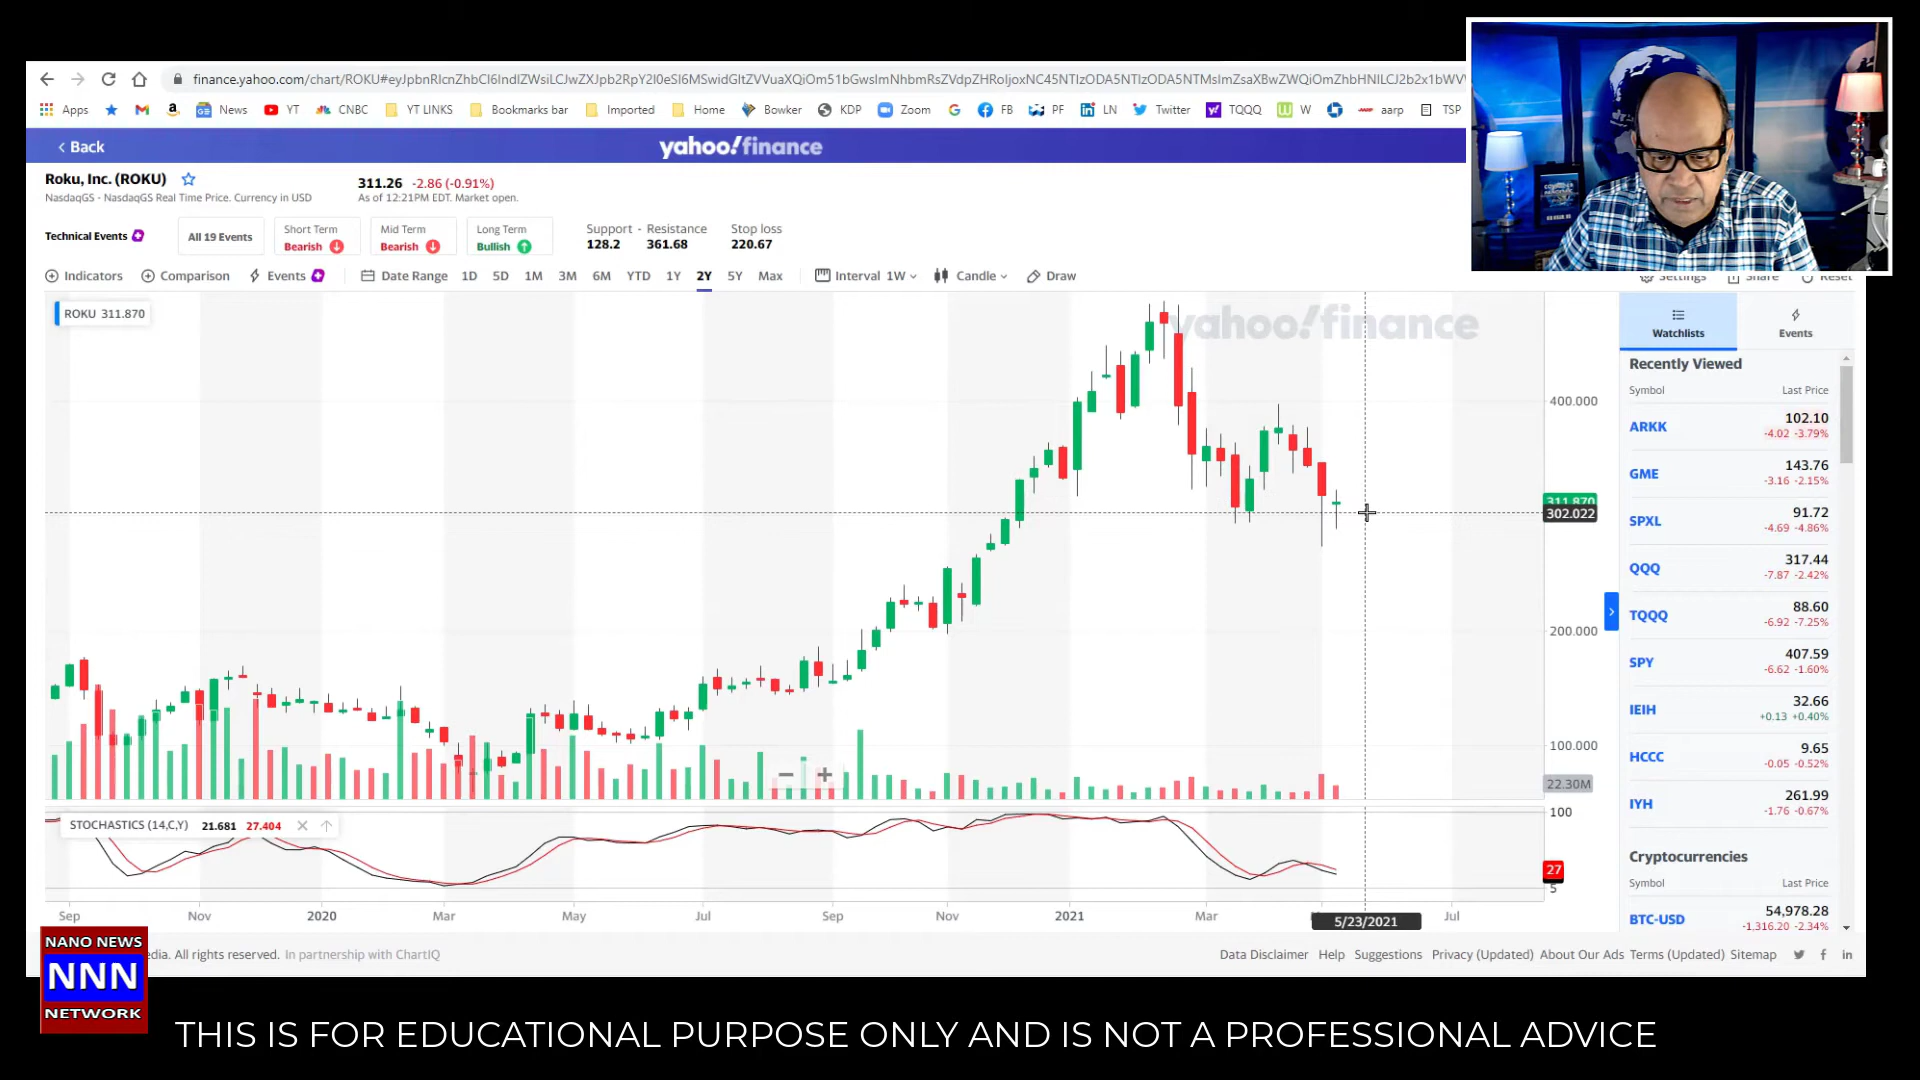 finance.yahoo.com/chart/ROKU#
Apps News YT CNBC YT LINKS Bookmarks bar Imported Home Bowker KDP Zoom FB PF LN Twitter TQQQ W aarp TSP
Back
yahoo!finance
Roku, Inc. (ROKU)
311.26 -2.86 (-0.91%)
NasdaqGS - NasdaqGS Real Time Price. Currency in USD
As of 12:21PM EDT. Market open.
Technical Events
All 19 Events
Short Term
Bearish
Mid Term
Bearish
Long Term
Bullish
Support - Resistance
128.2 361.68
Stop loss
220.67
Indicators Comparison Events Date Range 1D 5D 1M 3M 6M YTD 1Y 2Y 5Y Max Interval 1W Candle Draw Settings Share Reset
ROKU 311.870
yahoo!finance
400.000
311.870
302.022
200.000
100.000
22.30M
STOCHASTICS (14,C,Y) 21.681 27.404
100
27
5
Sep Nov 2020 Mar May Jul Sep Nov 2021 Mar 5/23/2021 Jul
Watchlists
Events
Recently Viewed
Symbol Last Price
ARKK 102.10
-4.02 -3.79%
GME 143.76
-3.16 -2.15%
SPXL 91.72
-4.69 -4.86%
QQQ 317.44
-7.87 -2.42%
TQQQ 88.60
-6.92 -7.25%
SPY 407.59
-6.62 -1.60%
IEIH 32.66
+0.13 +0.40%
HCCC 9.65
-0.05 -0.52%
IYH 261.99
-1.76 -0.67%
Cryptocurrencies
Symbol Last Price
BTC-USD 54,978.28
-1,316.20 -2.34%
edia. All rights reserved. In partnership with ChartIQ
Data Disclaimer Help Suggestions Privacy (Updated) About Our Ads Terms (Updated) Sitemap
NANO NEWS
NNN
NETWORK
THIS IS FOR EDUCATIONAL PURPOSE ONLY AND IS NOT A PROFESSIONAL ADVICE